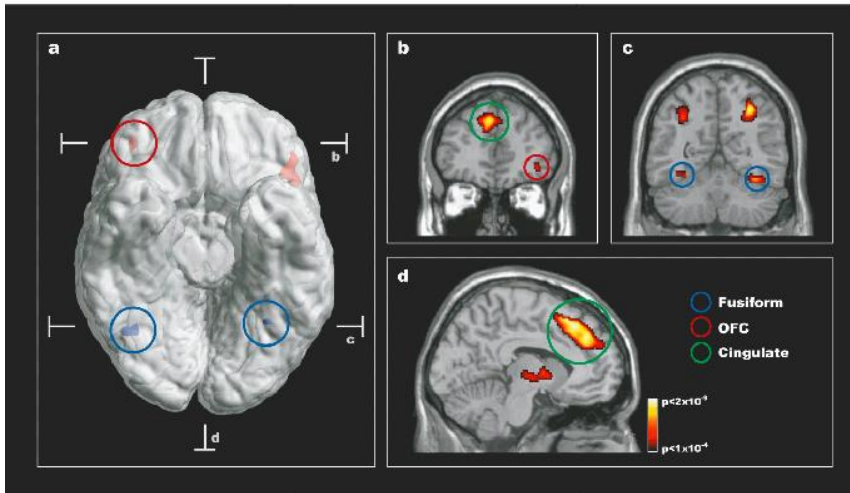 a
b
c
d
b
c
d
Fusiform
OFC
Cingulate
p<2x10⁻⁹
p<1x10⁻⁴